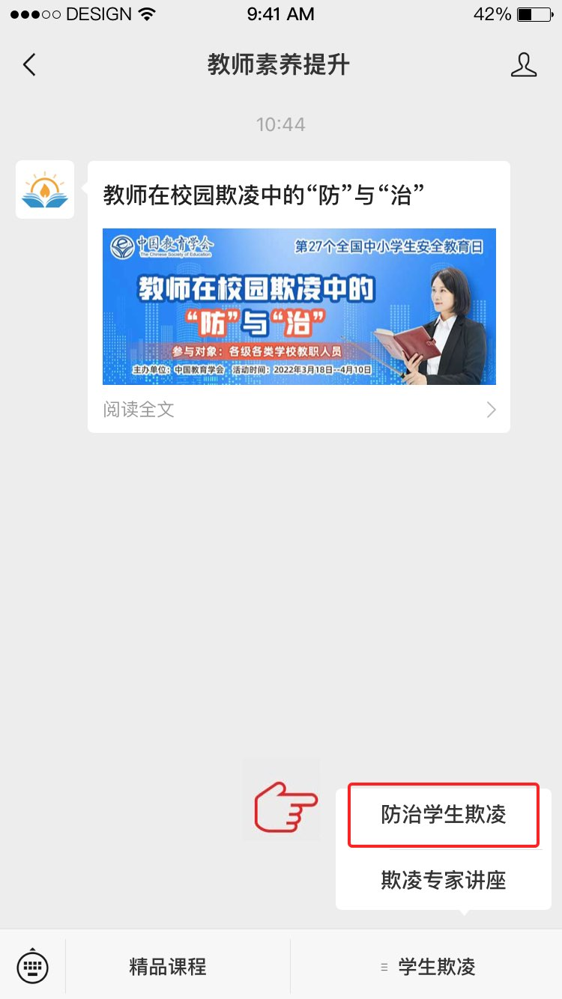 DESIGN 9:41 AM 42%
教师素养提升
10:44
教师在校园欺凌中的“防”与“治”
中国教育学会 第27个全国中小学生安全教育日
The Chinese Society of Education
教师在校园欺凌中的
“防”与“治”
参与对象：各级各类学校教职人员
主办单位：中国教育学会 活动时间：2022年3月18日--4月10日
阅读全文
防治学生欺凌
欺凌专家讲座
精品课程 学生欺凌